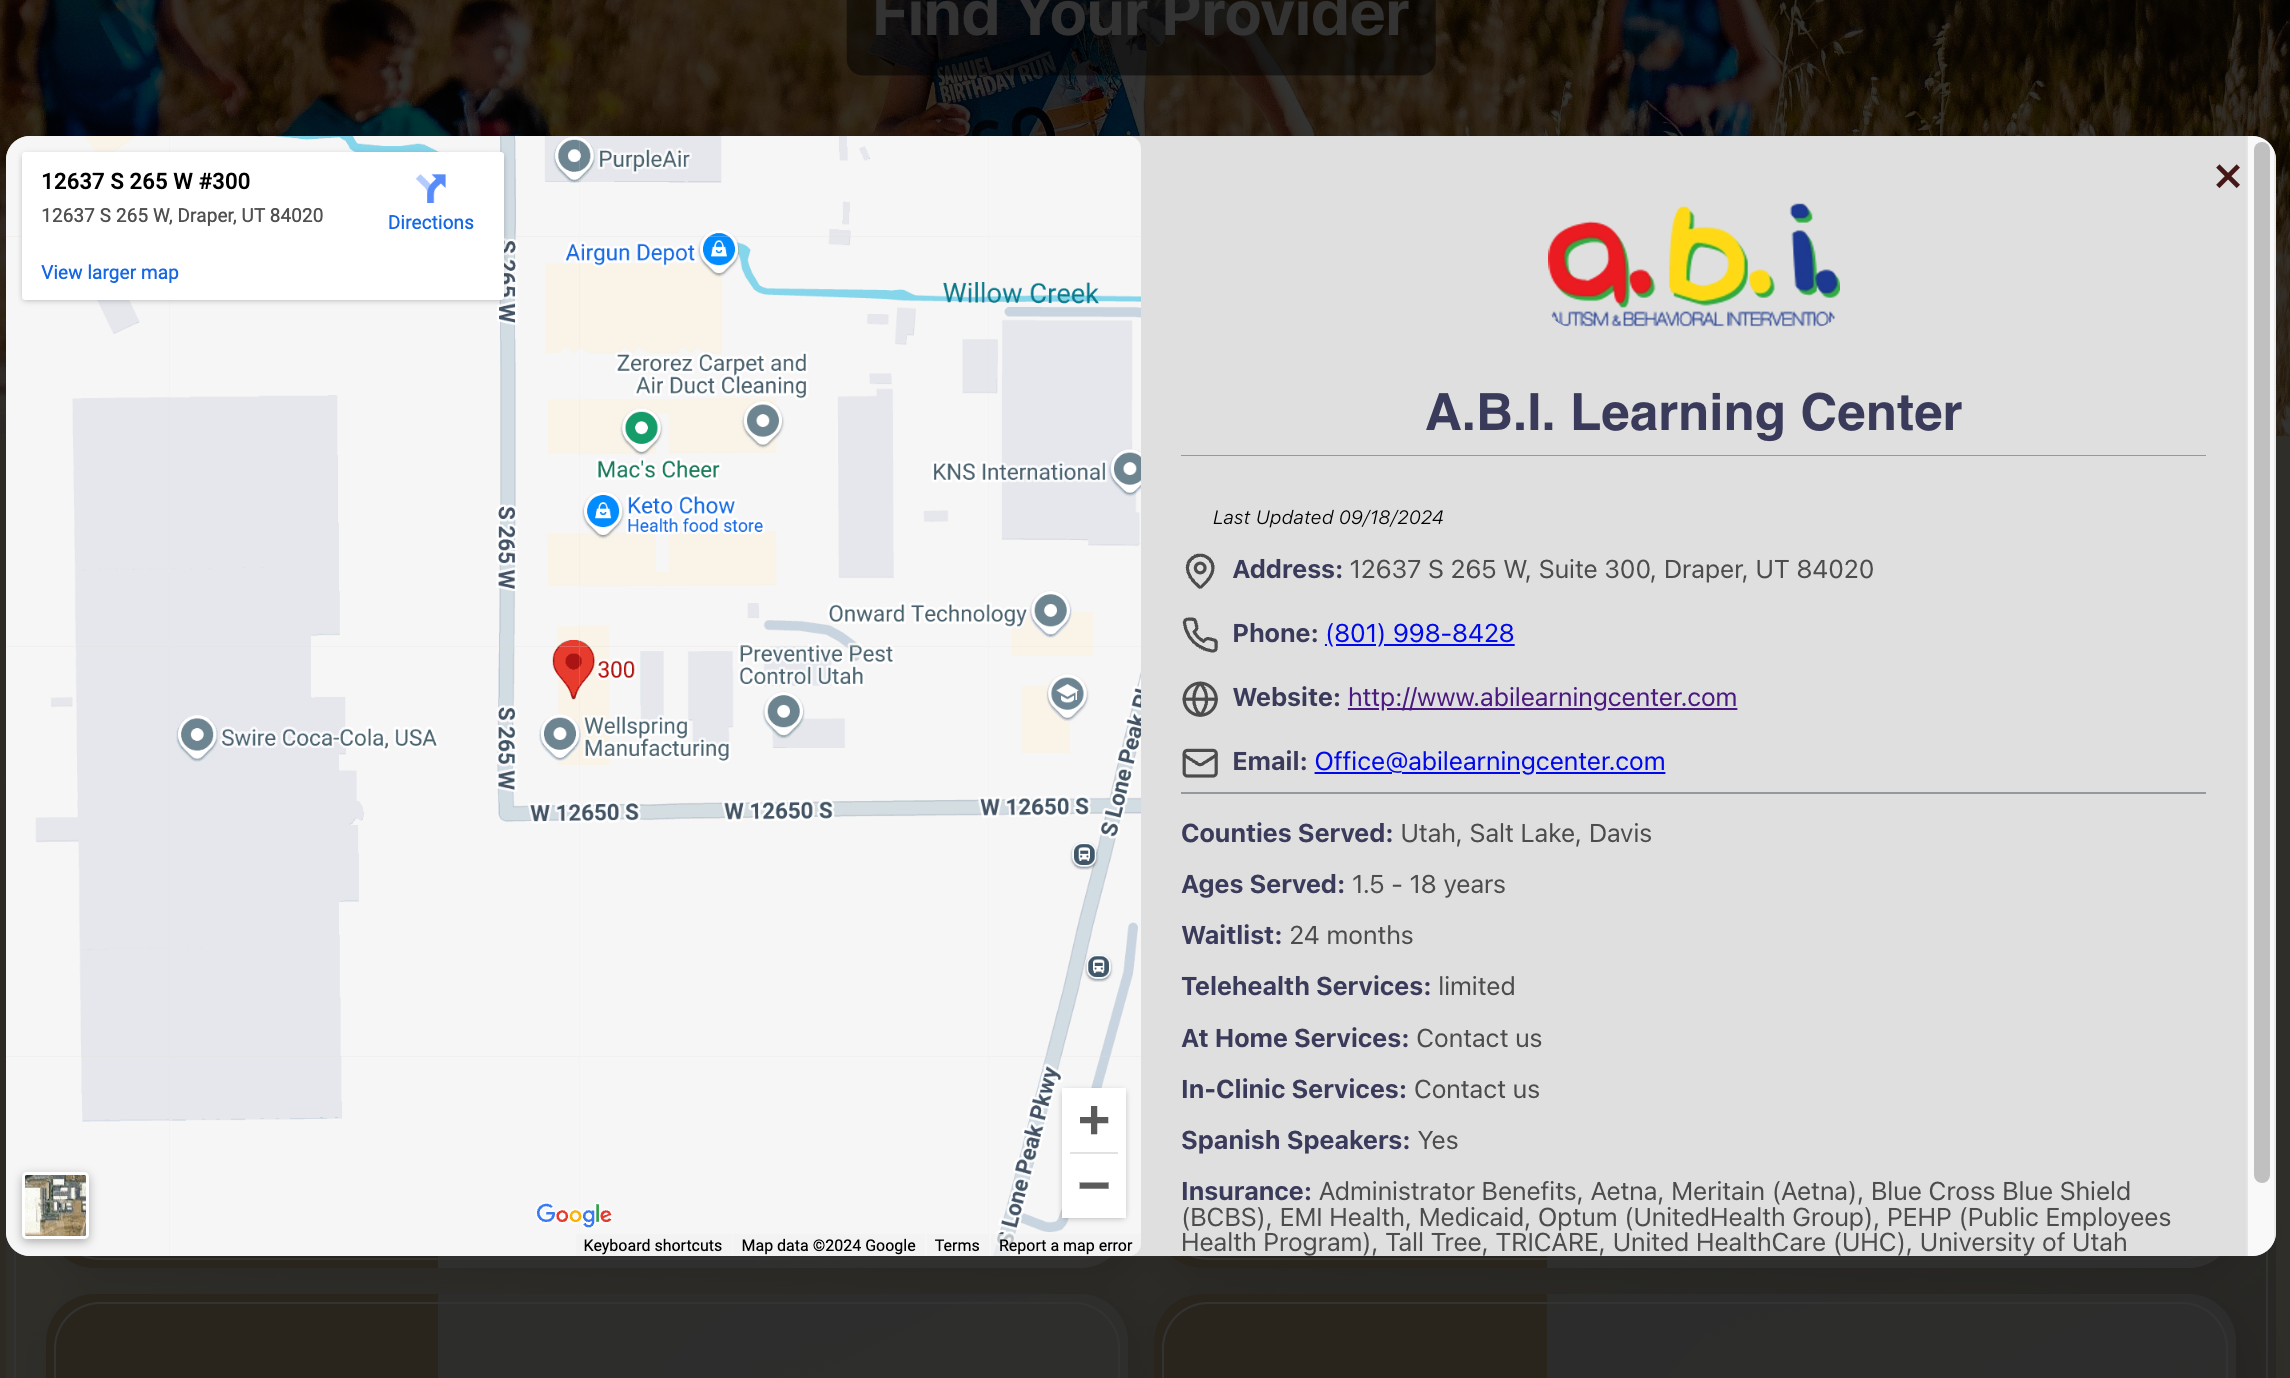 Find Your Provider
SAMUEL
BIRTHDAY RUN
12637 S 265 W #300
12637 S 265 W, Draper, UT 84020
Directions
View larger map
PurpleAir
Airgun Depot
Willow Creek
S 265 W
Zerorez Carpet and
Air Duct Cleaning
Mac's Cheer
KNS International
Keto Chow
Health food store
S 265 W
Onward Technology
Preventive Pest
Control Utah
300
Wellspring
Manufacturing
Swire Coca-Cola, USA
S 265 W
W 12650 S
W 12650 S
W 12650 S
S Lone Peak
S Lone Peak Pkwy
Google
Keyboard shortcuts
Map data ©2024 Google
Terms
Report a map error
a.b.i.
AUTISM & BEHAVIORAL INTERVENTION
A.B.I. Learning Center
Last Updated 09/18/2024
Address: 12637 S 265 W, Suite 300, Draper, UT 84020
Phone: (801) 998-8428
Website: http://www.abilearningcenter.com
Email: Office@abilearningcenter.com
Counties Served: Utah, Salt Lake, Davis
Ages Served: 1.5 - 18 years
Waitlist: 24 months
Telehealth Services: limited
At Home Services: Contact us
In-Clinic Services: Contact us
Spanish Speakers: Yes
Insurance: Administrator Benefits, Aetna, Meritain (Aetna), Blue Cross Blue Shield
(BCBS), EMI Health, Medicaid, Optum (UnitedHealth Group), PEHP (Public Employees
Health Program), Tall Tree, TRICARE, United HealthCare (UHC), University of Utah